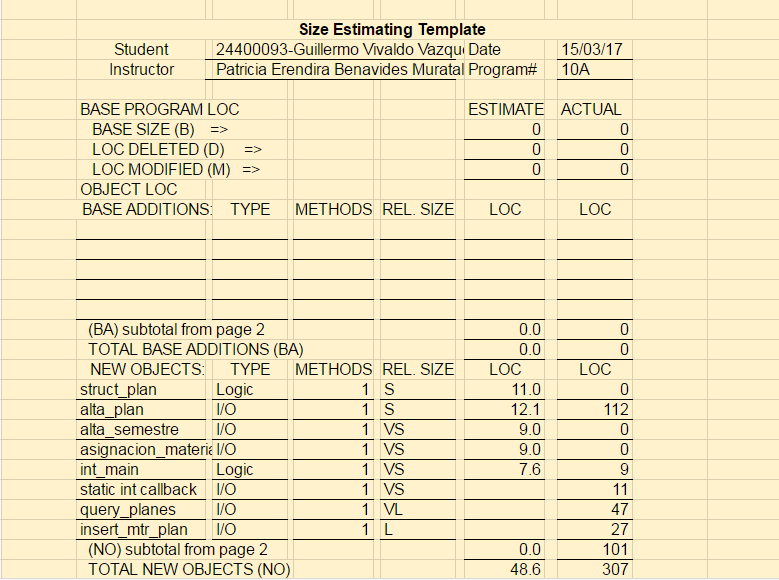 Size Estimating Template
Student 24400093-Guillermo Vivaldo Vazqu Date 15/03/17
Instructor Patricia Erendira Benavides Muratal Program# 10A
BASE PROGRAM LOC ESTIMATE ACTUAL
BASE SIZE (B) => 0 0
LOC DELETED (D) => 0 0
LOC MODIFIED (M) => 0 0
OBJECT LOC
BASE ADDITIONS: TYPE METHODS REL. SIZE LOC LOC
(BA) subtotal from page 2 0.0 0
TOTAL BASE ADDITIONS (BA) 0.0 0
NEW OBJECTS: TYPE METHODS REL. SIZE LOC LOC
struct_plan Logic 1 S 11.0 0
alta_plan I/O 1 S 12.1 112
alta_semestre I/O 1 VS 9.0 0
asignacion_materia I/O 1 VS 9.0 0
int_main Logic 1 VS 7.6 9
static int callback I/O 1 VS 11
query_planes I/O 1 VL 47
insert_mtr_plan I/O 1 L 27
(NO) subtotal from page 2 0.0 101
TOTAL NEW OBJECTS (NO) 48.6 307